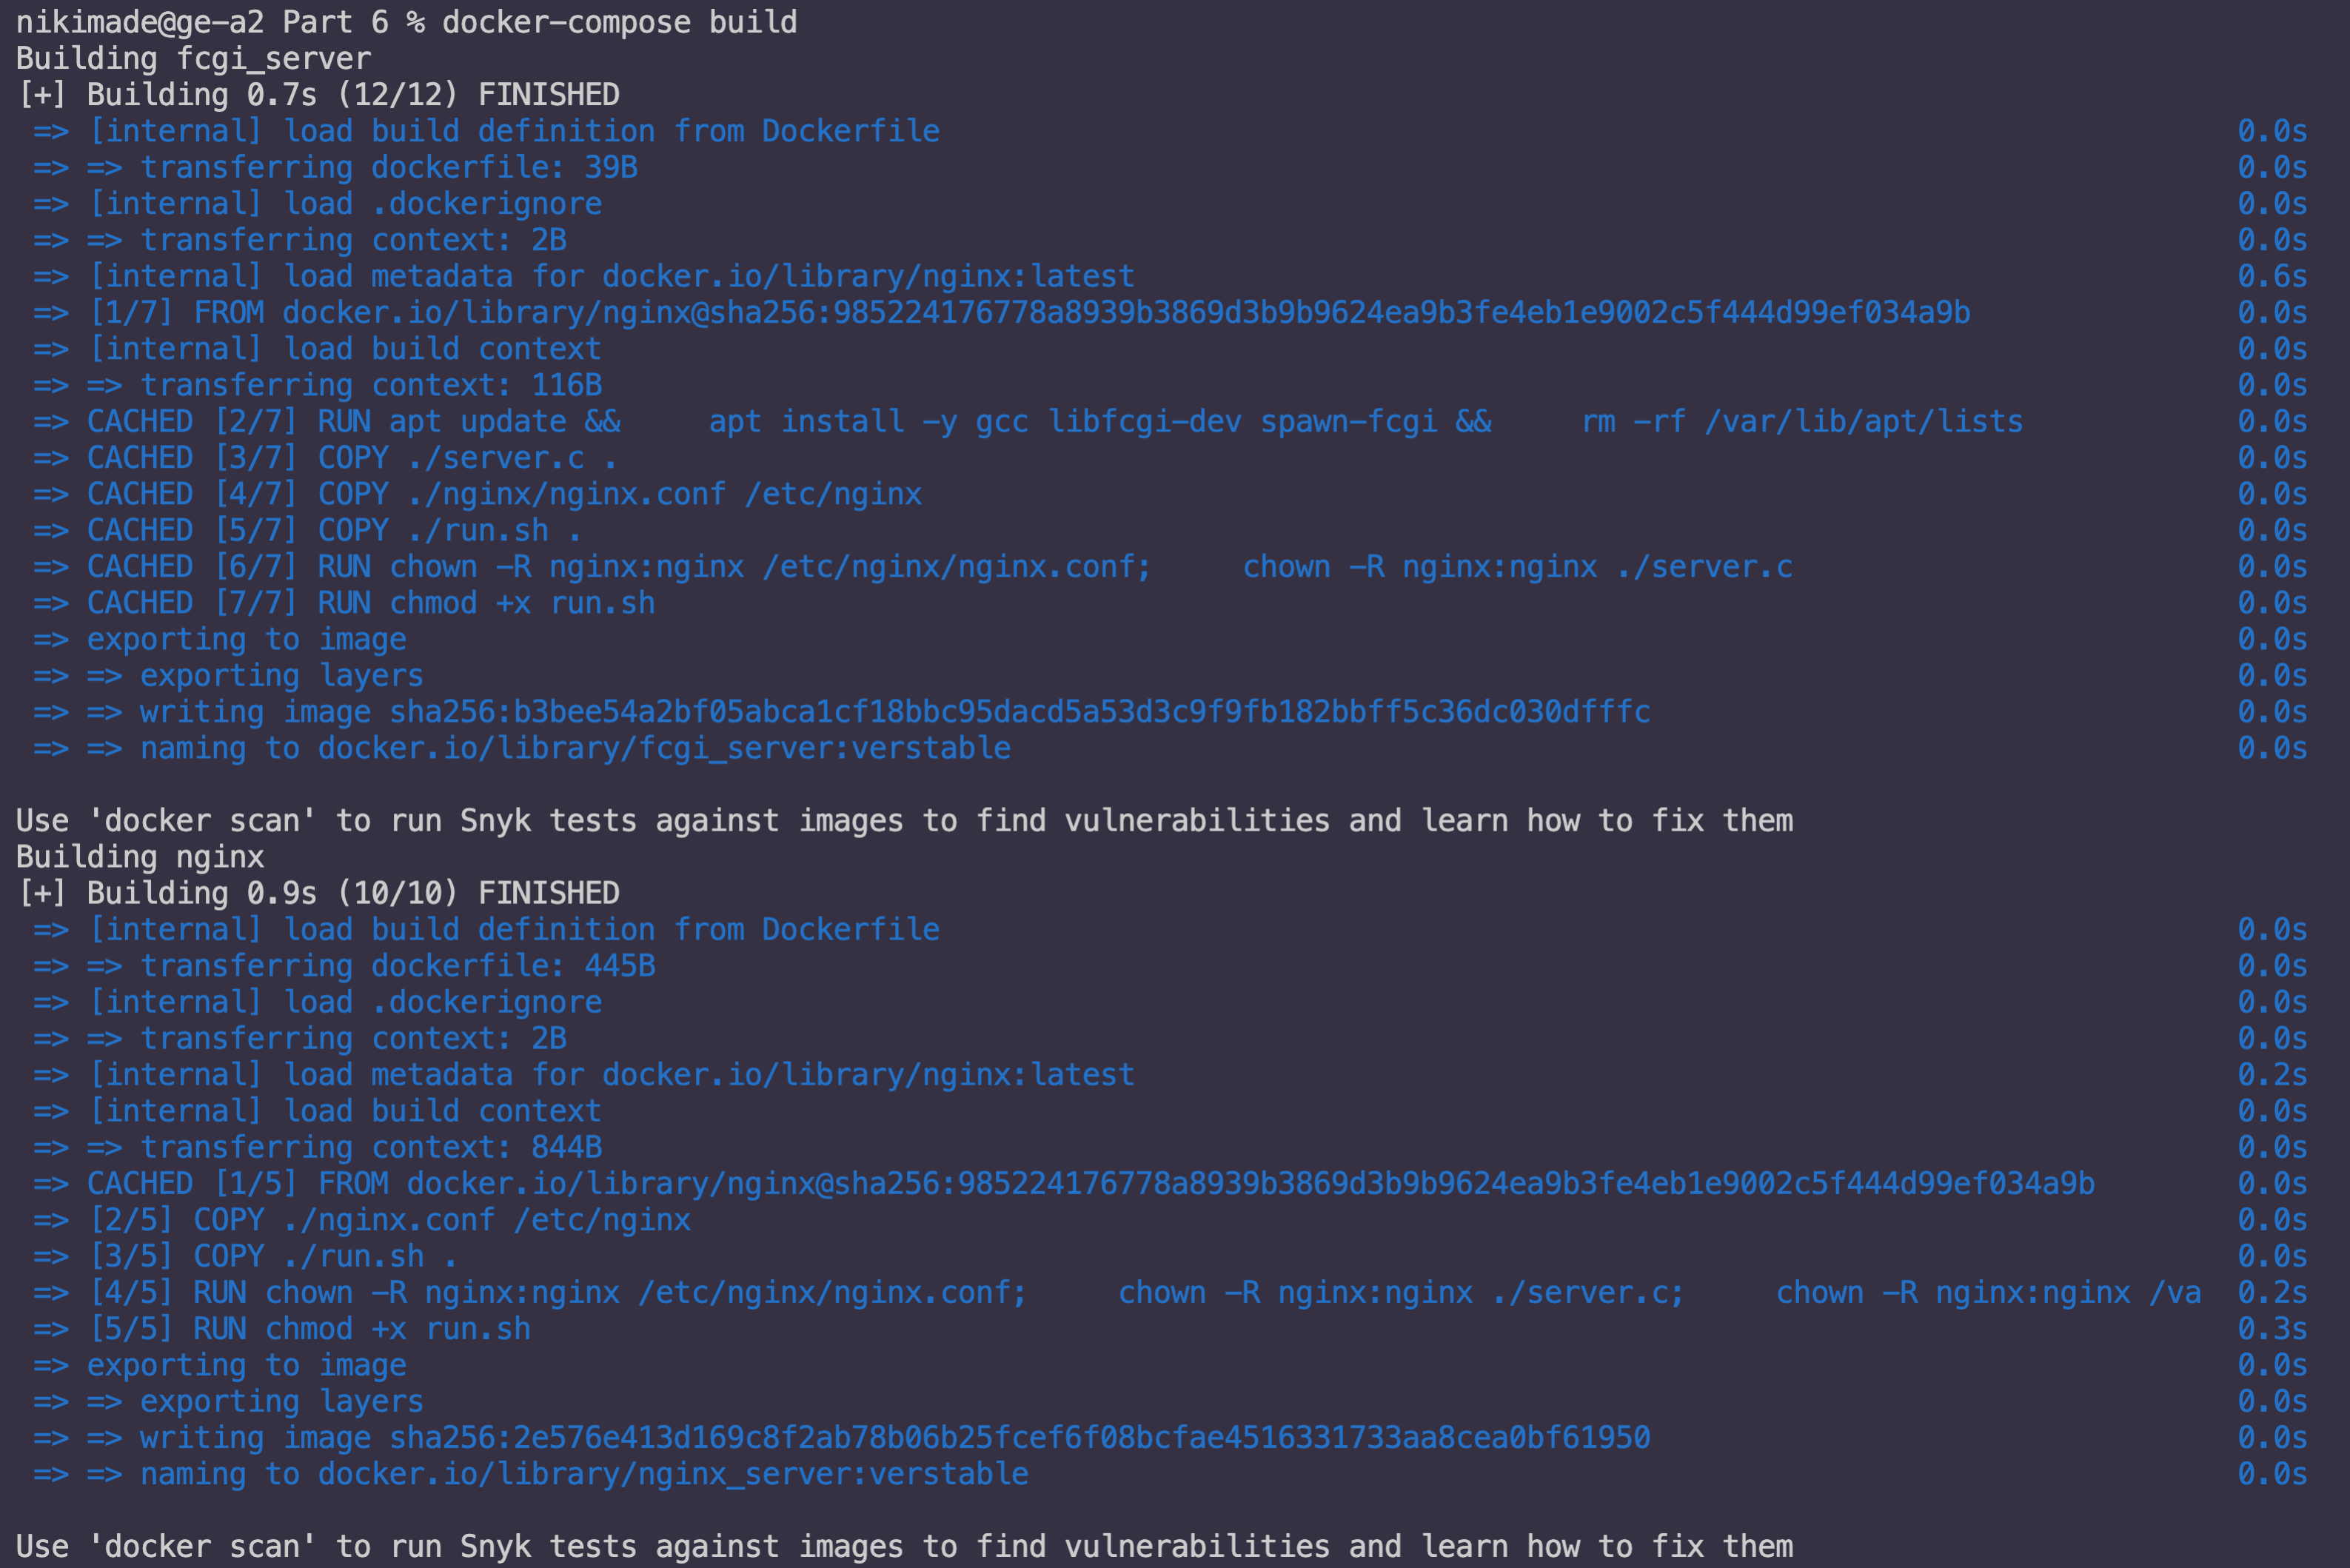 nikimade@ge-a2 Part 6 % docker-compose build
Building fcgi_server
[+] Building 0.7s (12/12) FINISHED
=> [internal] load build definition from Dockerfile 0.0s
=> => transferring dockerfile: 39B 0.0s
=> [internal] load .dockerignore 0.0s
=> => transferring context: 2B 0.0s
=> [internal] load metadata for docker.io/library/nginx:latest 0.6s
=> [1/7] FROM docker.io/library/nginx@sha256:985224176778a8939b3869d3b9b9624ea9b3fe4eb1e9002c5f444d99ef034a9b 0.0s
=> [internal] load build context 0.0s
=> => transferring context: 116B 0.0s
=> CACHED [2/7] RUN apt update &&     apt install -y gcc libfcgi-dev spawn-fcgi &&     rm -rf /var/lib/apt/lists 0.0s
=> CACHED [3/7] COPY ./server.c . 0.0s
=> CACHED [4/7] COPY ./nginx/nginx.conf /etc/nginx 0.0s
=> CACHED [5/7] COPY ./run.sh . 0.0s
=> CACHED [6/7] RUN chown -R nginx:nginx /etc/nginx/nginx.conf;     chown -R nginx:nginx ./server.c 0.0s
=> CACHED [7/7] RUN chmod +x run.sh 0.0s
=> exporting to image 0.0s
=> => exporting layers 0.0s
=> => writing image sha256:b3bee54a2bf05abca1cf18bbc95dacd5a53d3c9f9fb182bbff5c36dc030dfffc 0.0s
=> => naming to docker.io/library/fcgi_server:verstable 0.0s
Use 'docker scan' to run Snyk tests against images to find vulnerabilities and learn how to fix them
Building nginx
[+] Building 0.9s (10/10) FINISHED
=> [internal] load build definition from Dockerfile 0.0s
=> => transferring dockerfile: 445B 0.0s
=> [internal] load .dockerignore 0.0s
=> => transferring context: 2B 0.0s
=> [internal] load metadata for docker.io/library/nginx:latest 0.2s
=> [internal] load build context 0.0s
=> => transferring context: 844B 0.0s
=> CACHED [1/5] FROM docker.io/library/nginx@sha256:985224176778a8939b3869d3b9b9624ea9b3fe4eb1e9002c5f444d99ef034a9b 0.0s
=> [2/5] COPY ./nginx.conf /etc/nginx 0.0s
=> [3/5] COPY ./run.sh . 0.0s
=> [4/5] RUN chown -R nginx:nginx /etc/nginx/nginx.conf;     chown -R nginx:nginx ./server.c;     chown -R nginx:nginx /va 0.2s
=> [5/5] RUN chmod +x run.sh 0.3s
=> exporting to image 0.0s
=> => exporting layers 0.0s
=> => writing image sha256:2e576e413d169c8f2ab78b06b25fcef6f08bcfae4516331733aa8cea0bf61950 0.0s
=> => naming to docker.io/library/nginx_server:verstable 0.0s
Use 'docker scan' to run Snyk tests against images to find vulnerabilities and learn how to fix them